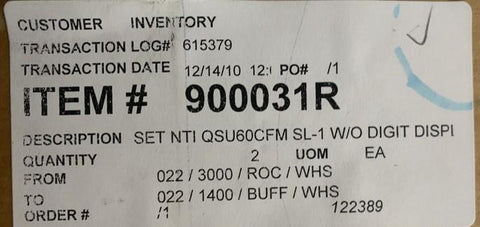 CUSTOMER INVENTORY
TRANSACTION LOG# 615379
TRANSACTION DATE 12/14/10 12:( PO# /1
ITEM # 900031R
DESCRIPTION SET NTI QSU60CFM SL-1 W/O DIGIT DISPI
QUANTITY 2 UOM EA
FROM 022 / 3000 / ROC / WHS
TO 022 / 1400 / BUFF / WHS
ORDER # /1 122389